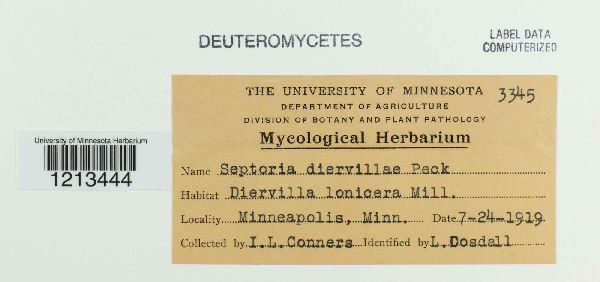 DEUTEROMYCETES
LABEL DATA
COMPUTERIZED
THE UNIVERSITY OF MINNESOTA 3345
DEPARTMENT OF AGRICULTURE
DIVISION OF BOTANY AND PLANT PATHOLOGY
Mycological Herbarium
University of Minnesota Herbarium
1213444
Name Septoria diervillae Peck
Habitat Diervilla lonicera Mill.
Locality Minneapolis, Minn. Date 7-24-1919
Collected by I.L.Conners Identified by L.Dosdall